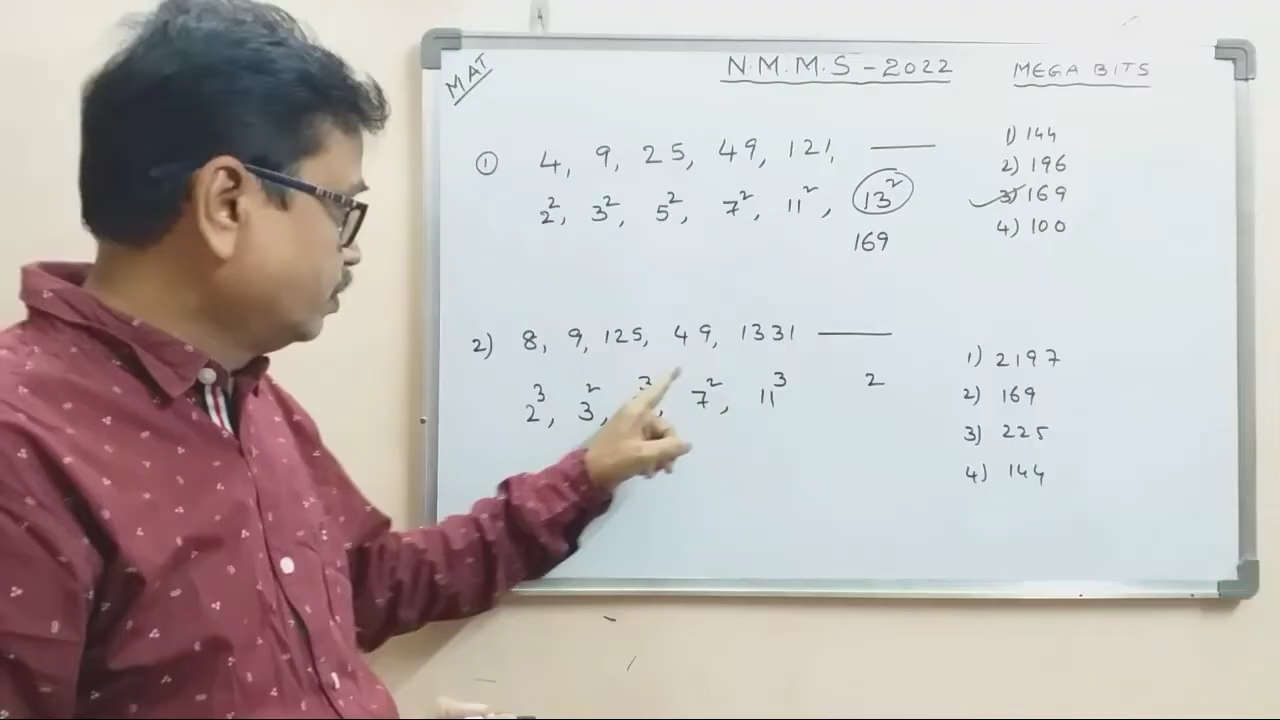 MAT
N.M.M.S - 2022
MEGA BITS
① 4, 9, 25, 49, 121, ____
2², 3², 5², 7², 11², 13²
169
1) 144
2) 196
3) 169
4) 100
2) 8, 9, 125, 49, 1331 ____
2³, 3², ³, 7², 11³ ²
1) 2197
2) 169
3) 225
4) 144